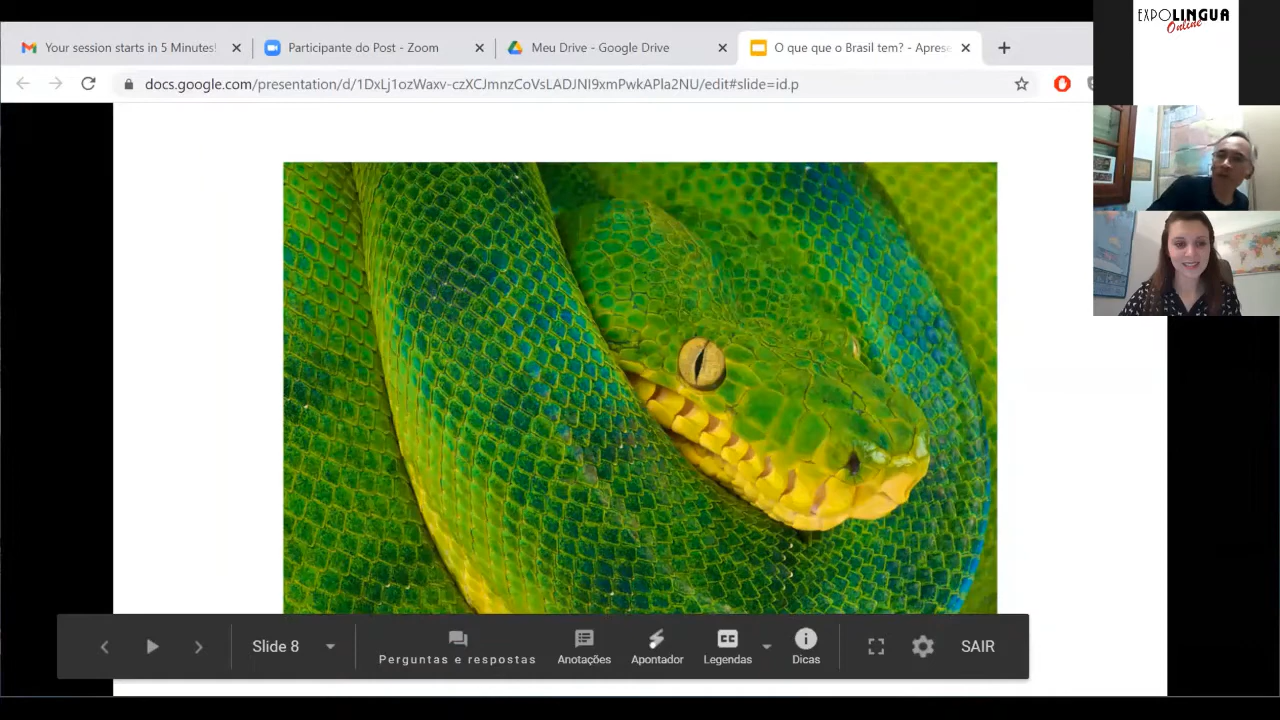 EXPOLINGUA
Online
Your session starts in 5 Minutes!
Participante do Post - Zoom
Meu Drive - Google Drive
O que que o Brasil tem? - Aprese
docs.google.com/presentation/d/1DxLj1ozWaxv-czXCJmnzCoVsLADJNI9xmPwkAPla2NU/edit#slide=id.p
Slide 8
Perguntas e respostas
Anotações
Apontador
CC
Legendas
Dicas
SAIR